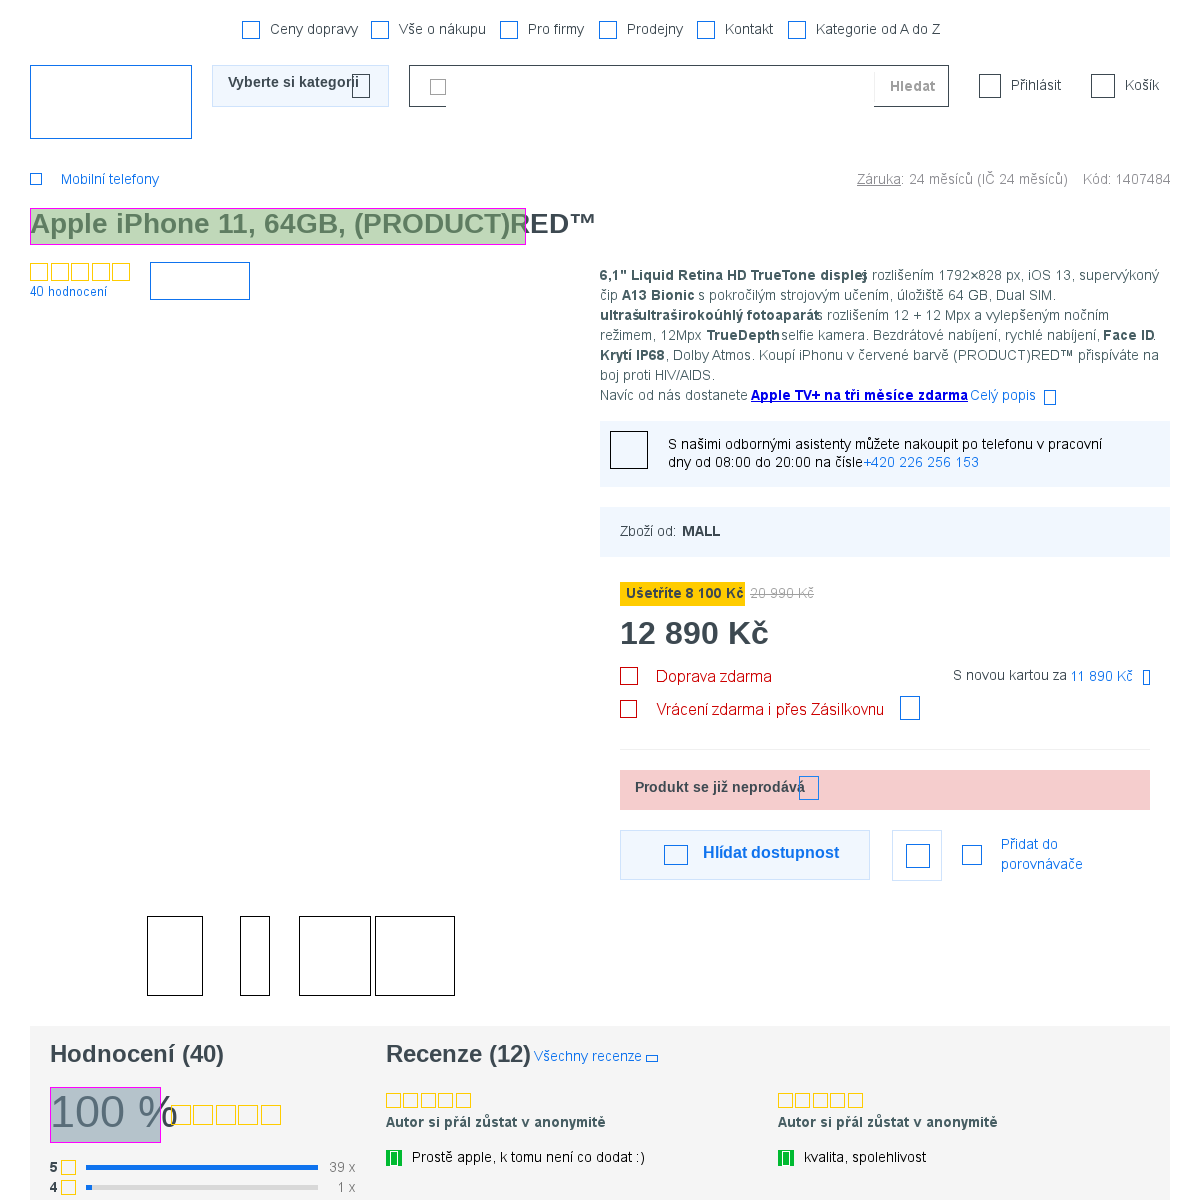 Ceny dopravy Vše o nákupu Pro firmy Prodejny Kontakt Kategorie od A do Z
Vyberte si kategorii Hledat Přihlásit Košík
Mobilní telefony Záruka: 24 měsíců (IČ 24 měsíců) Kód: 1407484
Apple iPhone 11, 64GB, (PRODUCT)RED™
40 hodnocení
6,1" Liquid Retina HD TrueTone displej s rozlišením 1792×828 px, iOS 13, supervýkoný
čip A13 Bionic s pokročilým strojovým učením, úložiště 64 GB, Dual SIM.
ultrašultraširokoúhlý fotoaparát s rozlišením 12 + 12 Mpx a vylepšeným nočním
režimem, 12Mpx TrueDepth selfie kamera. Bezdrátové nabíjení, rychlé nabíjení, Face ID.
Krytí IP68, Dolby Atmos. Koupí iPhonu v červené barvě (PRODUCT)RED™ přispíváte na
boj proti HIV/AIDS.
Navíc od nás dostanete Apple TV+ na tři měsíce zdarma Celý popis
S našimi odbornými asistenty můžete nakoupit po telefonu v pracovní
dny od 08:00 do 20:00 na čísle +420 226 256 153
Zboží od: MALL
Ušetříte 8 100 Kč 20 990 Kč
12 890 Kč
Doprava zdarma S novou kartou za 11 890 Kč
Vrácení zdarma i přes Zásilkovnu
Produkt se již neprodává
Hlídat dostupnost Přidat do
porovnávače
Hodnocení (40) Recenze (12) Všechny recenze
100 %
Autor si přál zůstat v anonymitě Autor si přál zůstat v anonymitě
Prostě apple, k tomu není co dodat :) kvalita, spolehlivost
5 39 x
4 1 x